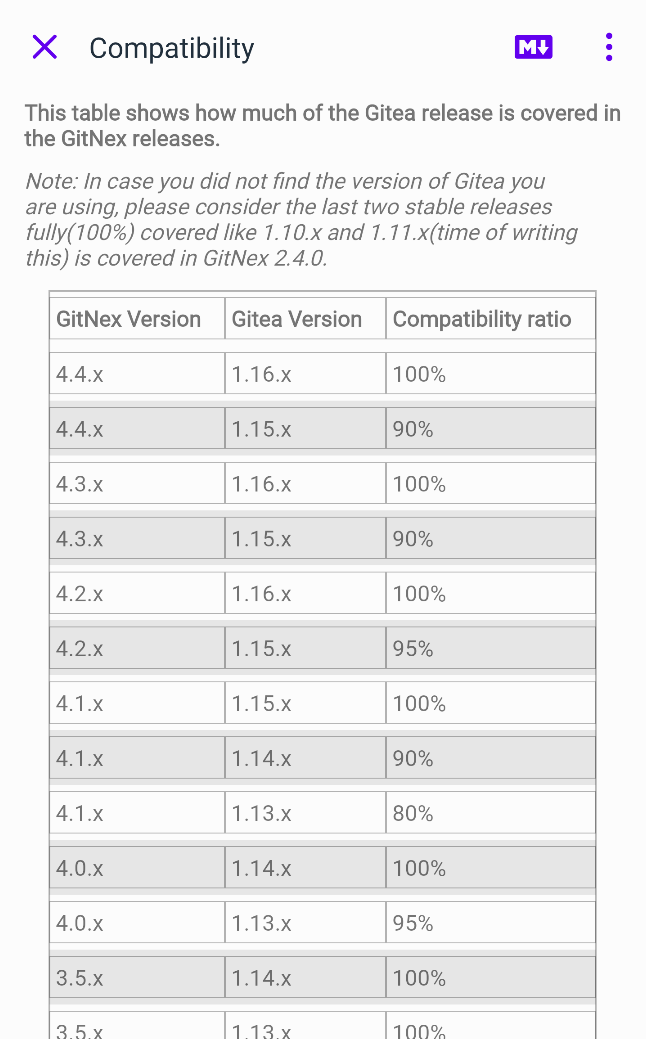 Compatibility M↓
This table shows how much of the Gitea release is covered in
the GitNex releases.
Note: In case you did not find the version of Gitea you
are using, please consider the last two stable releases
fully(100%) covered like 1.10.x and 1.11.x(time of writing
this) is covered in GitNex 2.4.0.
GitNex Version Gitea Version Compatibility ratio
4.4.x 1.16.x 100%
4.4.x 1.15.x 90%
4.3.x 1.16.x 100%
4.3.x 1.15.x 90%
4.2.x 1.16.x 100%
4.2.x 1.15.x 95%
4.1.x 1.15.x 100%
4.1.x 1.14.x 90%
4.1.x 1.13.x 80%
4.0.x 1.14.x 100%
4.0.x 1.13.x 95%
3.5.x 1.14.x 100%
3.5.x 1.13.x 100%